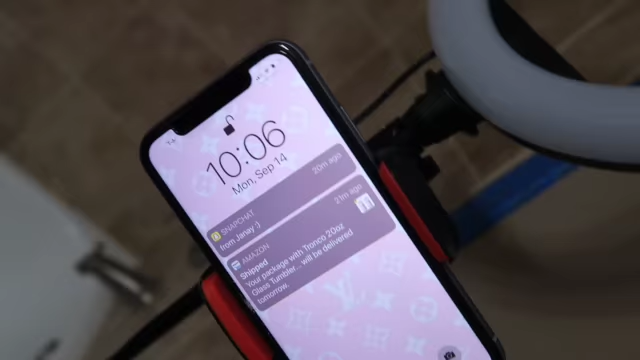 10:06
Mon, Sep 14
SNAPCHAT
20m ago
from Janay :)
AMAZON
21m ago
Shipped
Your package with Tronco 20oz
Glass Tumbler... will be delivered
tomorrow.